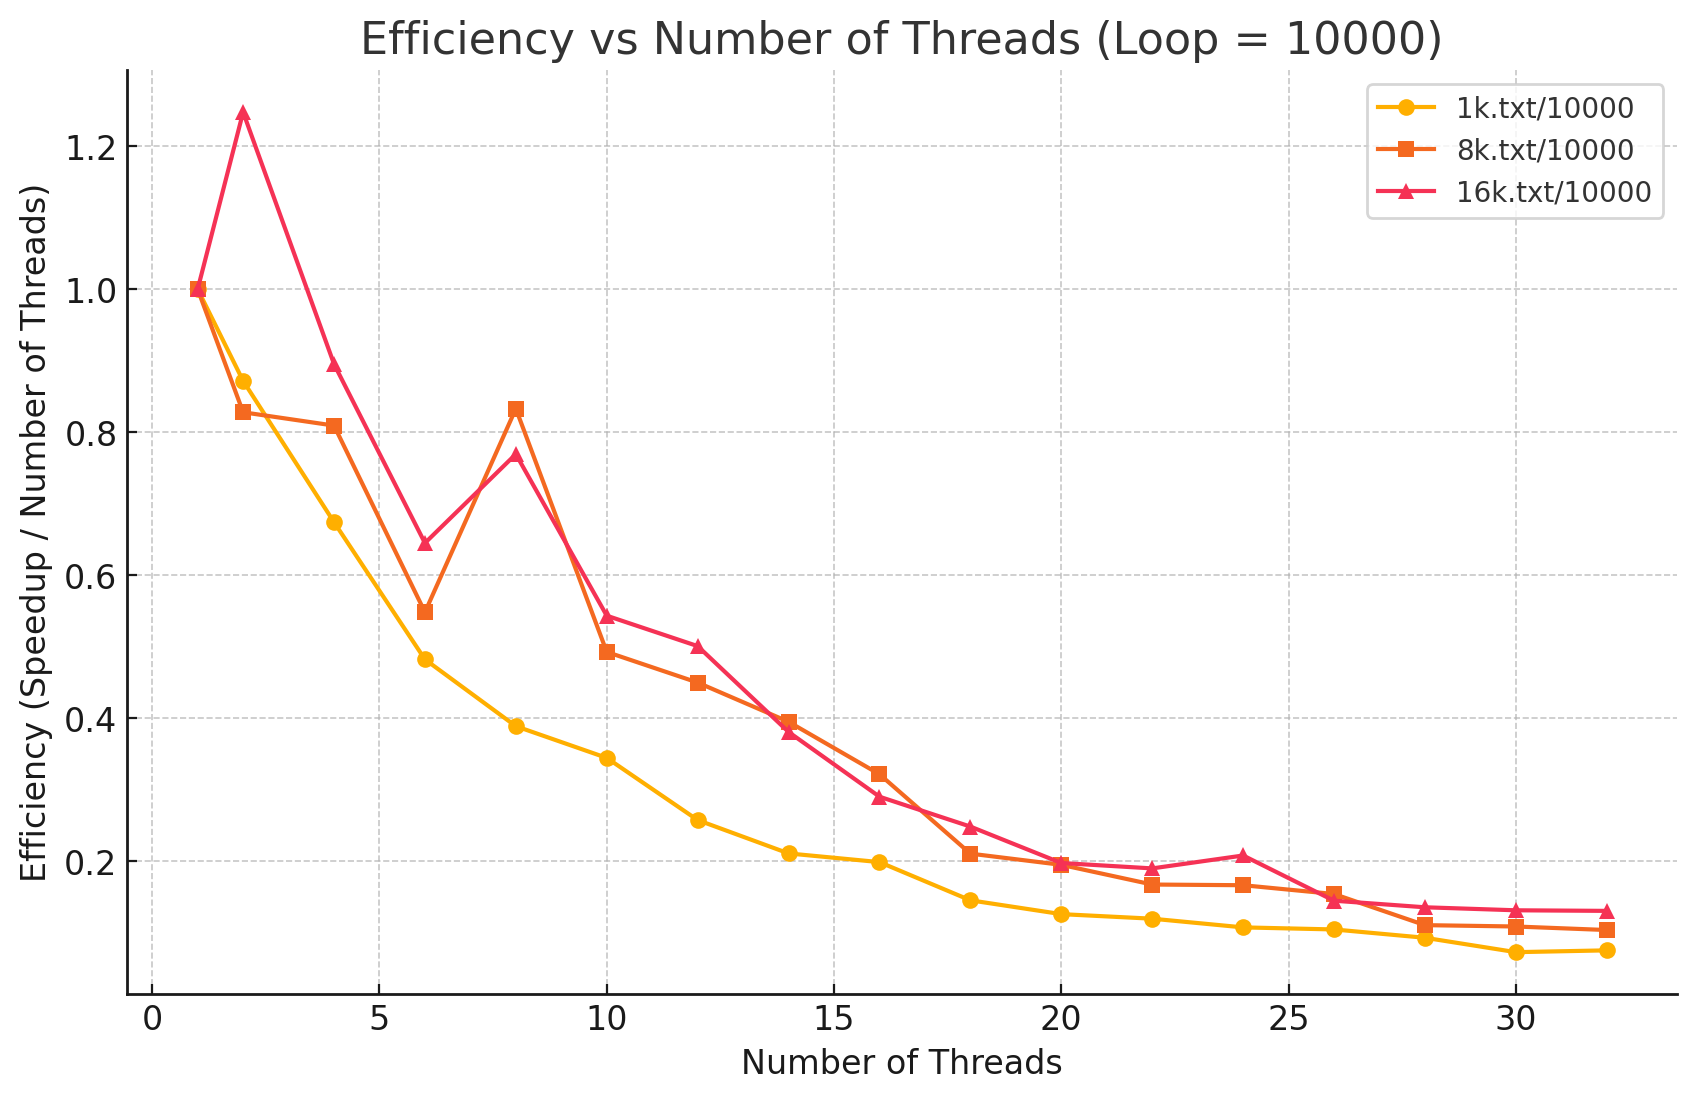 Efficiency vs Number of Threads (Loop = 10000)
1k.txt/10000
8k.txt/10000
16k.txt/10000
Efficiency (Speedup / Number of Threads)
1.2
1.0
0.8
0.6
0.4
0.2
0 5 10 15 20 25 30
Number of Threads